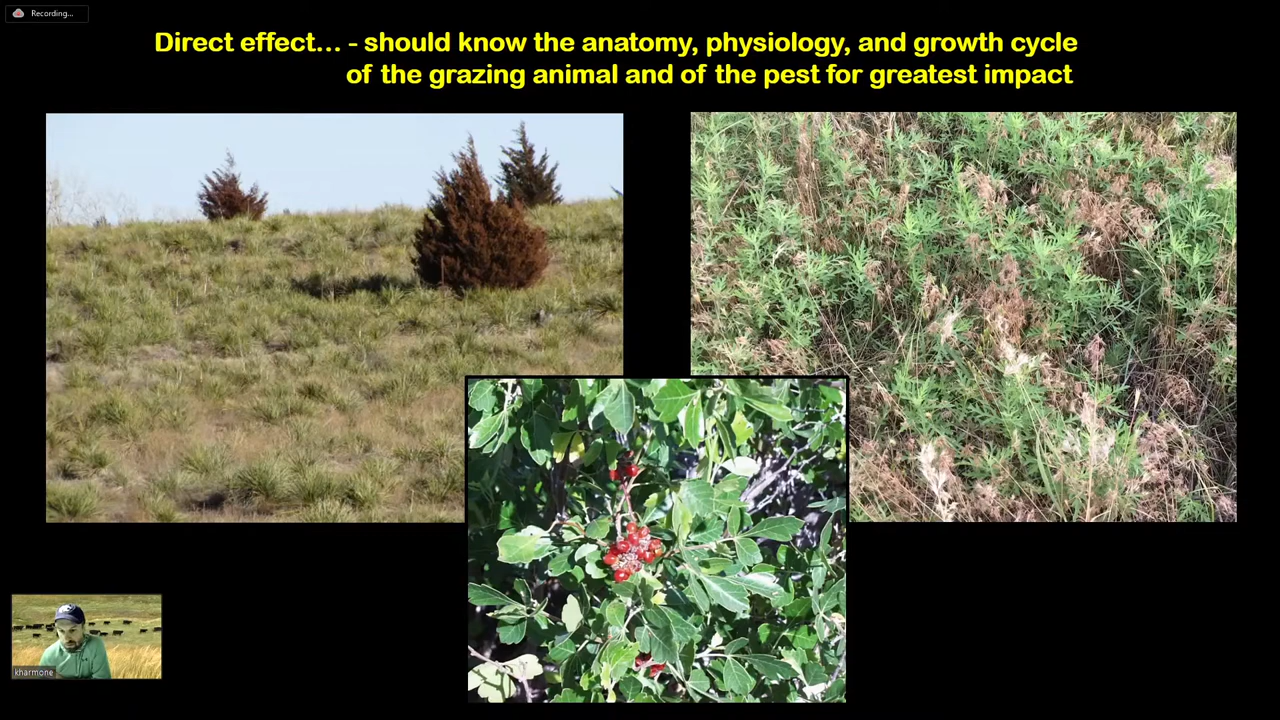 Recording...
Direct effect... - should know the anatomy, physiology, and growth cycle
of the grazing animal and of the pest for greatest impact
kharmone